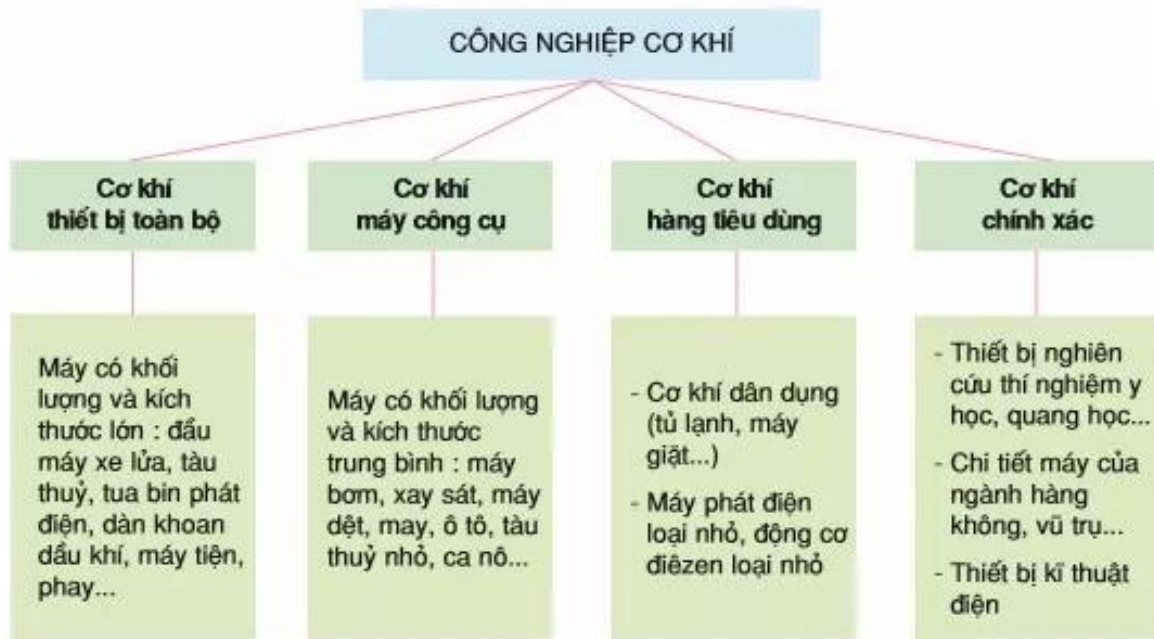 CÔNG NGHIỆP CƠ KHÍ
Cơ khí
thiết bị toàn bộ
Cơ khí
máy công cụ
Cơ khí
hàng tiêu dùng
Cơ khí
chính xác
Máy có khối
lượng và kích
thước lớn : đầu
máy xe lửa, tàu
thuỷ, tua bin phát
điện, dàn khoan
dầu khí, máy tiện,
phay...
Máy có khối lượng
và kích thước
trung bình : máy
bơm, xay sát, máy
dệt, may, ô tô, tàu
thuỷ nhỏ, ca nô...
- Cơ khí dân dụng
(tủ lạnh, máy
giặt...)
- Máy phát điện
loại nhỏ, động cơ
điêzen loại nhỏ
- Thiết bị nghiên
cứu thí nghiệm y
học, quang học...
- Chi tiết máy của
ngành hàng
không, vũ trụ...
- Thiết bị kĩ thuật
điện